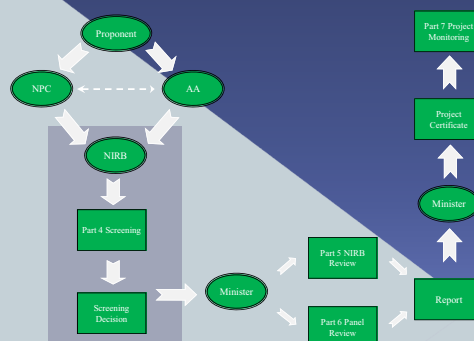 Proponent
NPC
AA
NIRB
Part 4 Screening
Screening
Decision
Minister
Part 5 NIRB
Review
Part 6 Panel
Review
Report
Minister
Project
Certificate
Part 7 Project
Monitoring